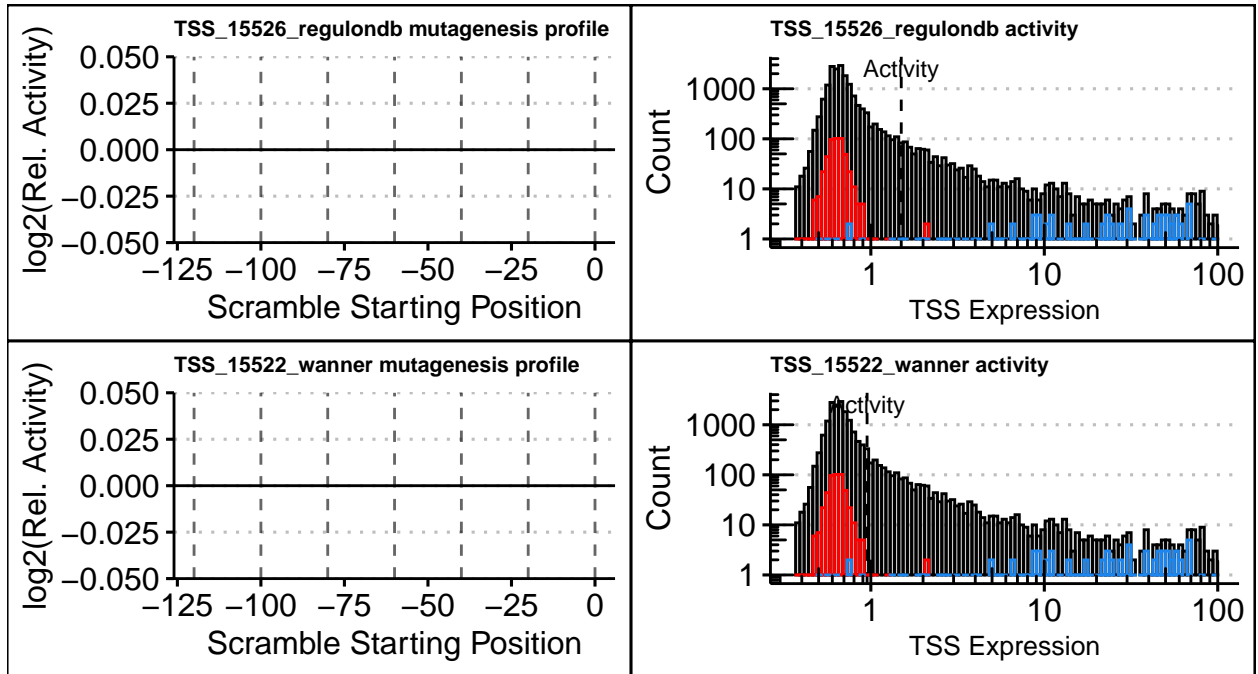 TSS_15526_regulondb mutagenesis profile
log2(Rel. Activity)
0.050
0.025
0.000
−0.025
−0.050
−125 −100 −75 −50 −25 0
Scramble Starting Position
TSS_15526_regulondb activity
Activity
Count
1000
100
10
1
1 10 100
TSS Expression
TSS_15522_wanner mutagenesis profile
log2(Rel. Activity)
0.050
0.025
0.000
−0.025
−0.050
−125 −100 −75 −50 −25 0
Scramble Starting Position
TSS_15522_wanner activity
Activity
Count
1000
100
10
1
1 10 100
TSS Expression